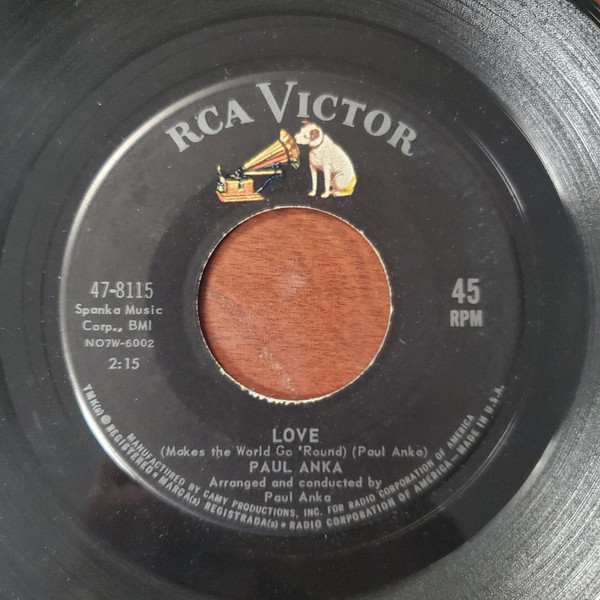 RCA VICTOR
47-8115
Spanka Music
Corp., BMI
NO7W-6002
2:15
45
RPM
LOVE
(Makes the World Go 'Round) (Paul Anka)
PAUL ANKA
Arranged and conducted by
Paul Anka
TMK(s) ® REGISTERED • MARCA(s) REGISTRADA(s) • RADIO CORPORATION OF AMERICA—MADE IN U.S.A.
MANUFACTURED BY CAMY PRODUCTIONS, INC. FOR RADIO CORPORATION OF AMERICA